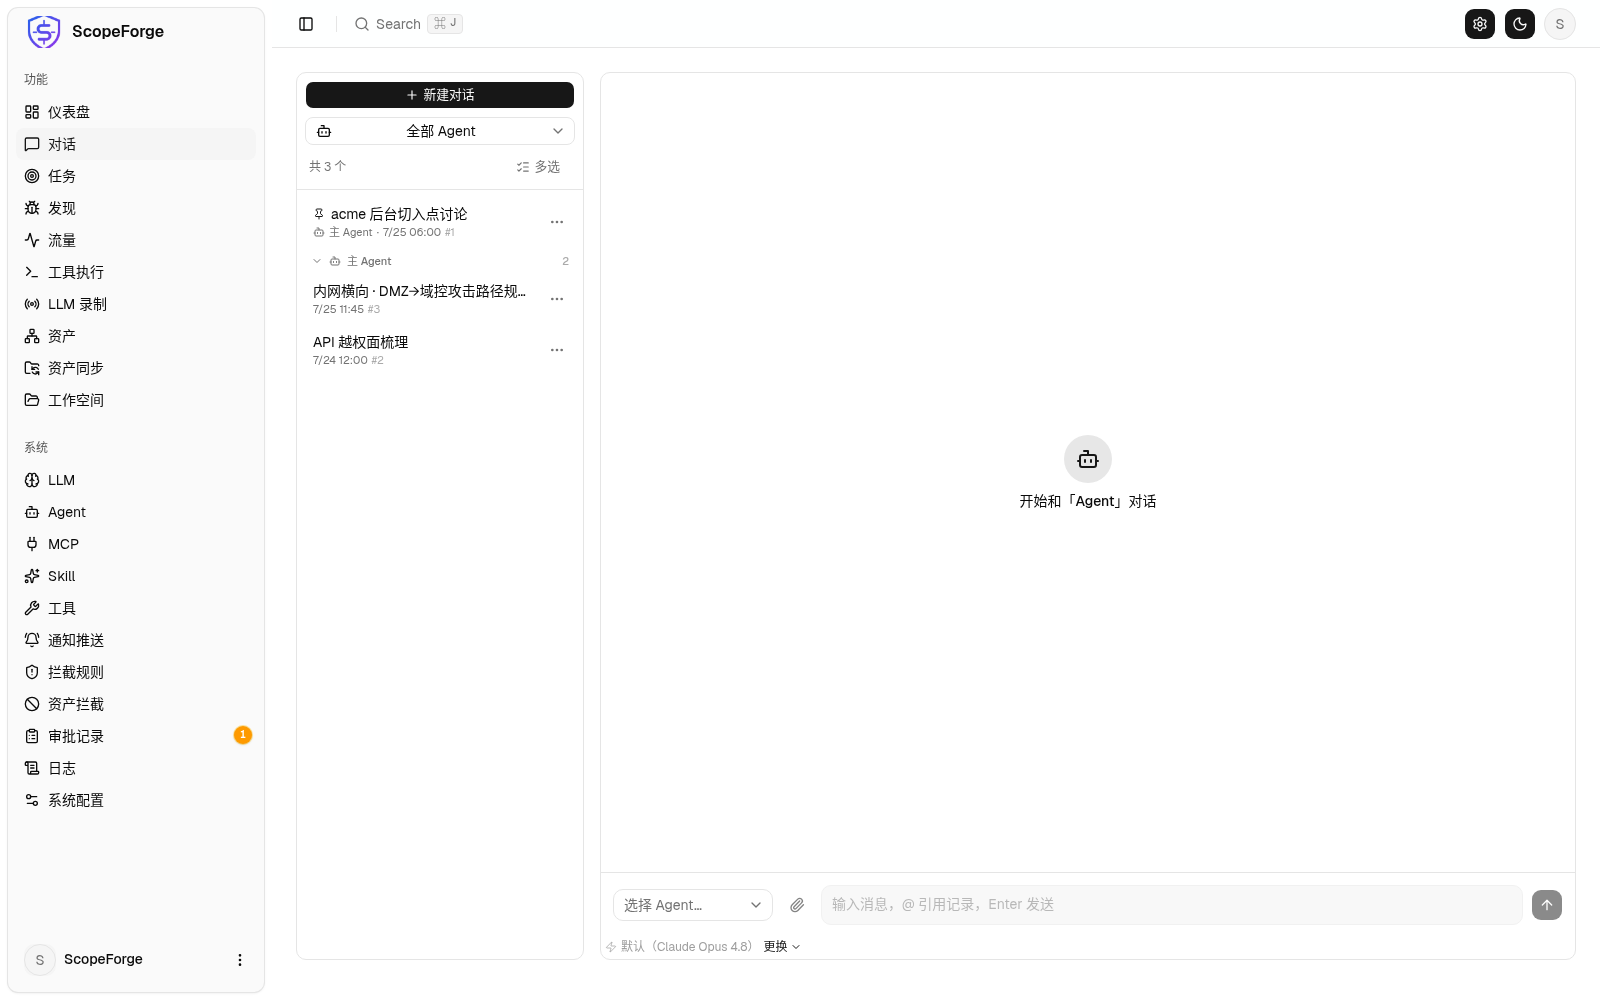 ScopeForge
功能
仪表盘
对话
任务
发现
流量
工具执行
LLM 录制
资产
资产同步
工作空间
系统
LLM
Agent
MCP
Skill
工具
通知推送
拦截规则
资产拦截
审批记录 1
日志
系统配置
S ScopeForge
Search ⌘ J
S
新建对话
全部 Agent
共 3 个 多选
acme 后台切入点讨论
主 Agent · 7/25 06:00 #1
主 Agent 2
内网横向 · DMZ→域控攻击路径规...
7/25 11:45 #3
API 越权面梳理
7/24 12:00 #2
开始和「Agent」对话
选择 Agent... 输入消息，@ 引用记录，Enter 发送
默认（Claude Opus 4.8） 更换